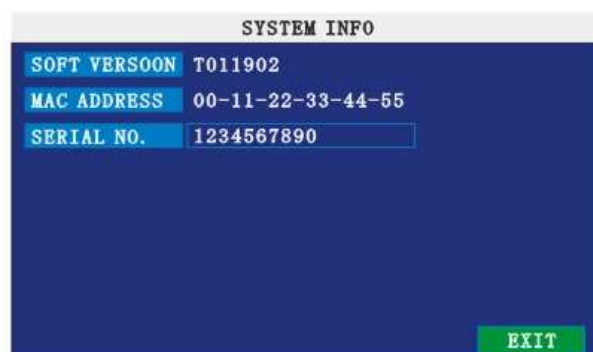 SYSTEM INFO
SOFT VERSOON T011902
MAC ADDRESS 00-11-22-33-44-55
SERIAL NO. 1234567890
EXIT